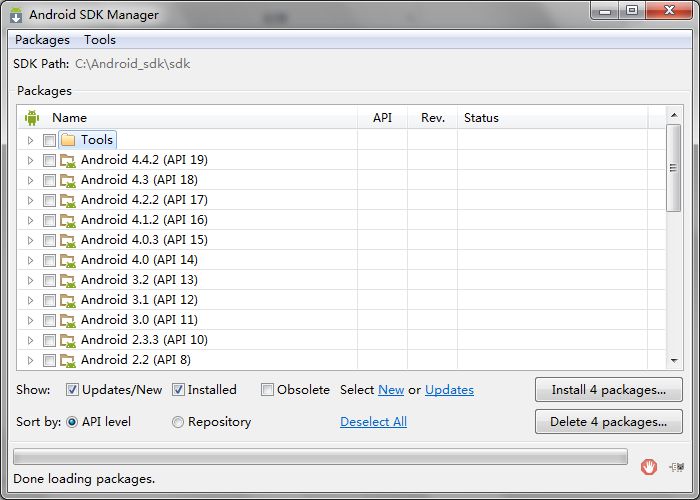 Android SDK Manager
Packages Tools
SDK Path: C:\Android_sdk\sdk
Packages
Name API Rev. Status
Tools
Android 4.4.2 (API 19)
Android 4.3 (API 18)
Android 4.2.2 (API 17)
Android 4.1.2 (API 16)
Android 4.0.3 (API 15)
Android 4.0 (API 14)
Android 3.2 (API 13)
Android 3.1 (API 12)
Android 3.0 (API 11)
Android 2.3.3 (API 10)
Android 2.2 (API 8)
Show: Updates/New Installed Obsolete Select New or Updates Install 4 packages...
Sort by: API level Repository Deselect All Delete 4 packages...
Done loading packages.